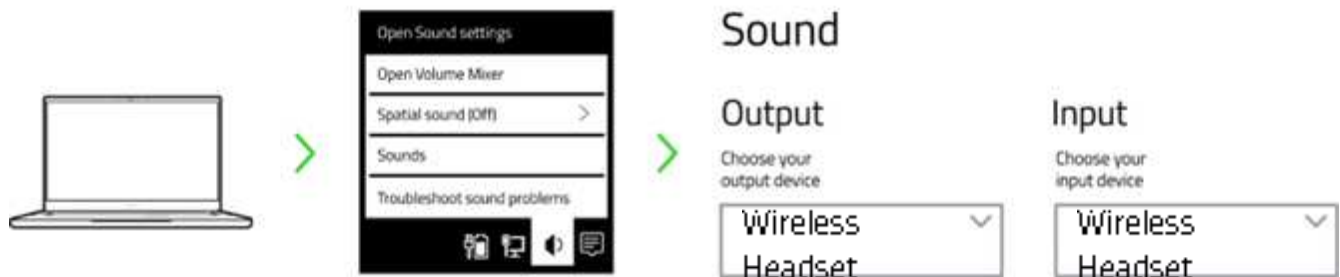 Open Sound settings
Open Volume Mixer
Spatial sound (Off)
Sounds
Troubleshoot sound problems
Sound
Output
Choose your
output device
Wireless
Headset
Input
Choose your
input device
Wireless
Headset